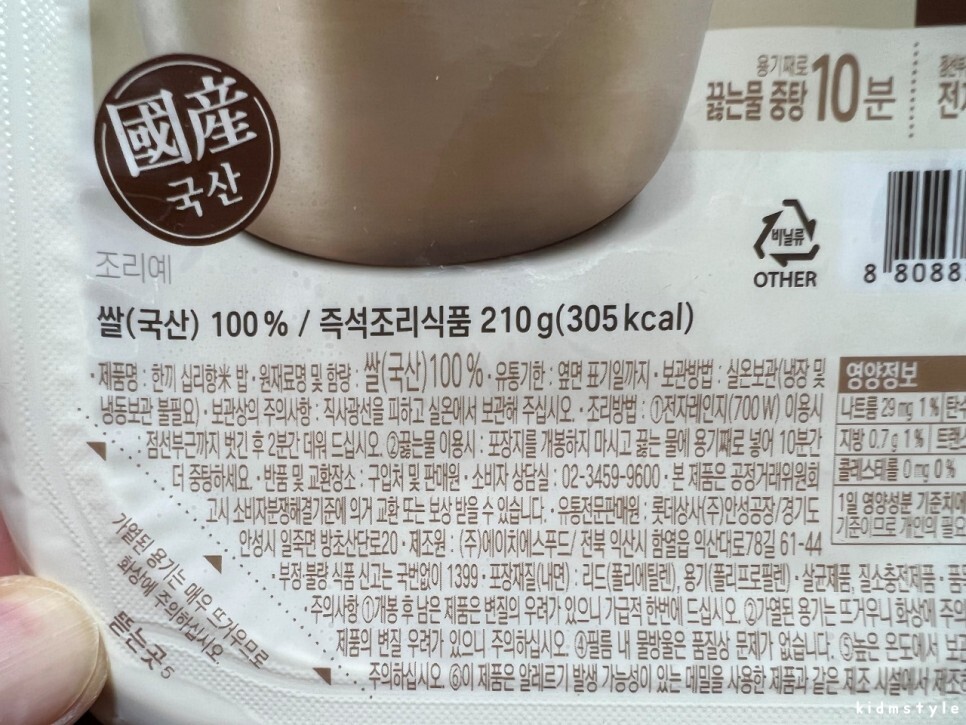 용기째로
끓는물 중탕 10분
國産
국산
비닐류
OTHER
조리예
쌀(국산) 100% / 즉석조리식품 210g(305kcal)
·제품명 : 한끼 십리향米 밥 · 원재료명 및 함량 : 쌀(국산)100% · 유통기한 : 옆면 표기일까지 · 보관방법 : 실온보관(냉장 및
냉동보관 불필요) · 보관상의 주의사항 : 직사광선을 피하고 실온에서 보관해 주십시오. · 조리방법 : ①전자레인지(700W) 이용시
점선부근까지 벗긴 후 2분간 데워 드십시오. ②끓는물 이용시 : 포장지를 개봉하지 마시고 끓는 물에 용기째로 넣어 10분간
더 중탕하세요. · 반품 및 교환장소 : 구입처 및 판매원 · 소비자 상담실 : 02-3459-9600 · 본 제품은 공정거래위원회
고시 소비자분쟁해결기준에 의거 교환 또는 보상 받을 수 있습니다. · 유통전문판매원 : 롯데상사(주)안성공장/경기도
안성시 일죽면 방초산단로20 · 제조원 : (주)에이치에스푸드/ 전북 익산시 함열읍 익산대로78길 61-44
·부정·불량 식품 신고는 국번없이 1399 · 포장재질(내면) : 리드(폴리에틸렌), 용기(폴리프로필렌) · 살균제품, 질소충전제품 ·
·주의사항 ①개봉 후 남은 제품은 변질의 우려가 있으니 가급적 한번에 드십시오. ②가열된 용기는 뜨거우니 화상에
제품의 변질 우려가 있으니 주의하십시오. ④필름 내 물방울은 품질상 문제가 없습니다. ⑤높은 온도에서
주의하십시오. ⑥이 제품은 알레르기 발생 가능성이 있는 메밀을 사용한 제품과 같은 제조 시설에서
영양정보
나트륨 29mg 1%
지방 0.7g 1%
콜레스테롤 0mg 0%
1일 영양성분 기준치에
기준이므로 개인의
가열된 용기는 매우 뜨거우므로
화상에 주의하십시오.
뜯는곳
kidmstyle